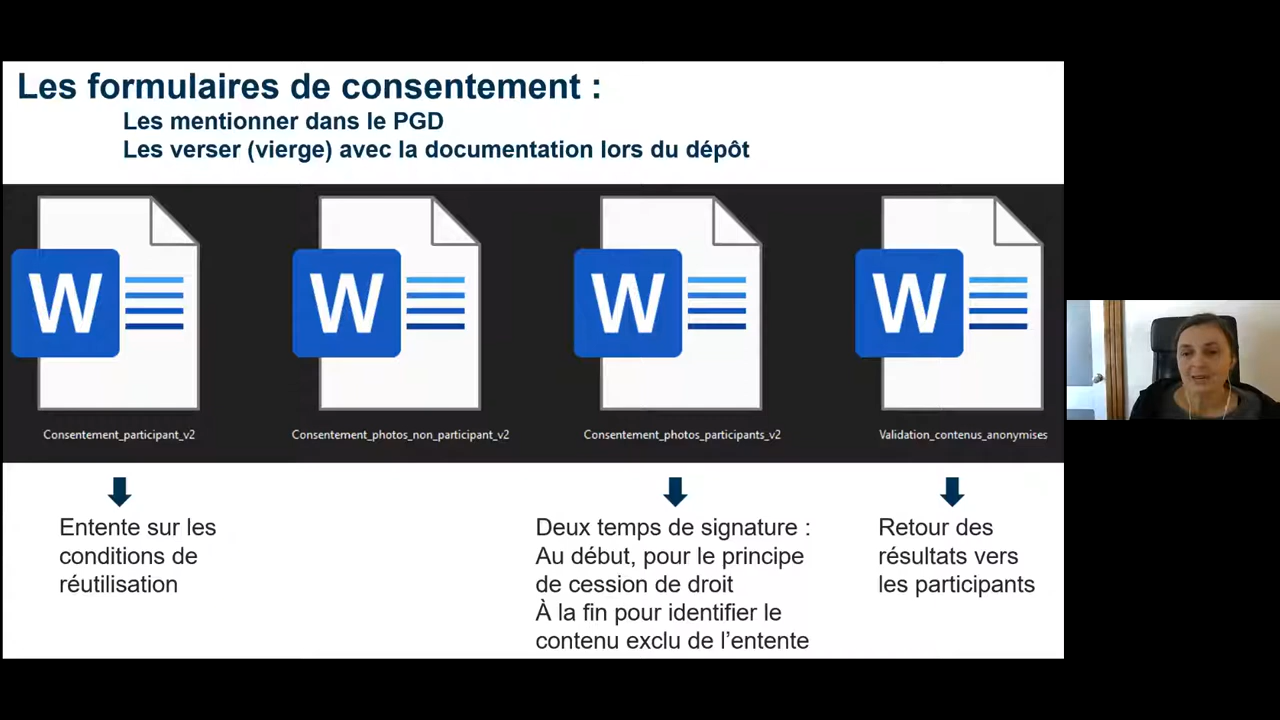 Les formulaires de consentement :
Les mentionner dans le PGD
Les verser (vierge) avec la documentation lors du dépôt
W
W
W
W
Consentement_participant_v2
Consentement_photos_non_participant_v2
Consentement_photos_participants_v2
Validation_contenus_anonymises
Entente sur les
conditions de
réutilisation
Deux temps de signature :
Au début, pour le principe
de cession de droit
À la fin pour identifier le
contenu exclu de l'entente
Retour des
résultats vers
les participants